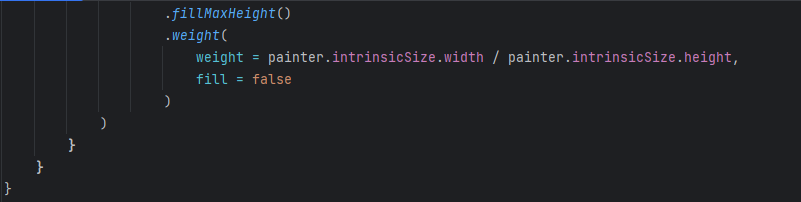 .fillMaxHeight()
.weight(
weight = painter.intrinsicSize.width / painter.intrinsicSize.height,
fill = false
)
)
}
}
}